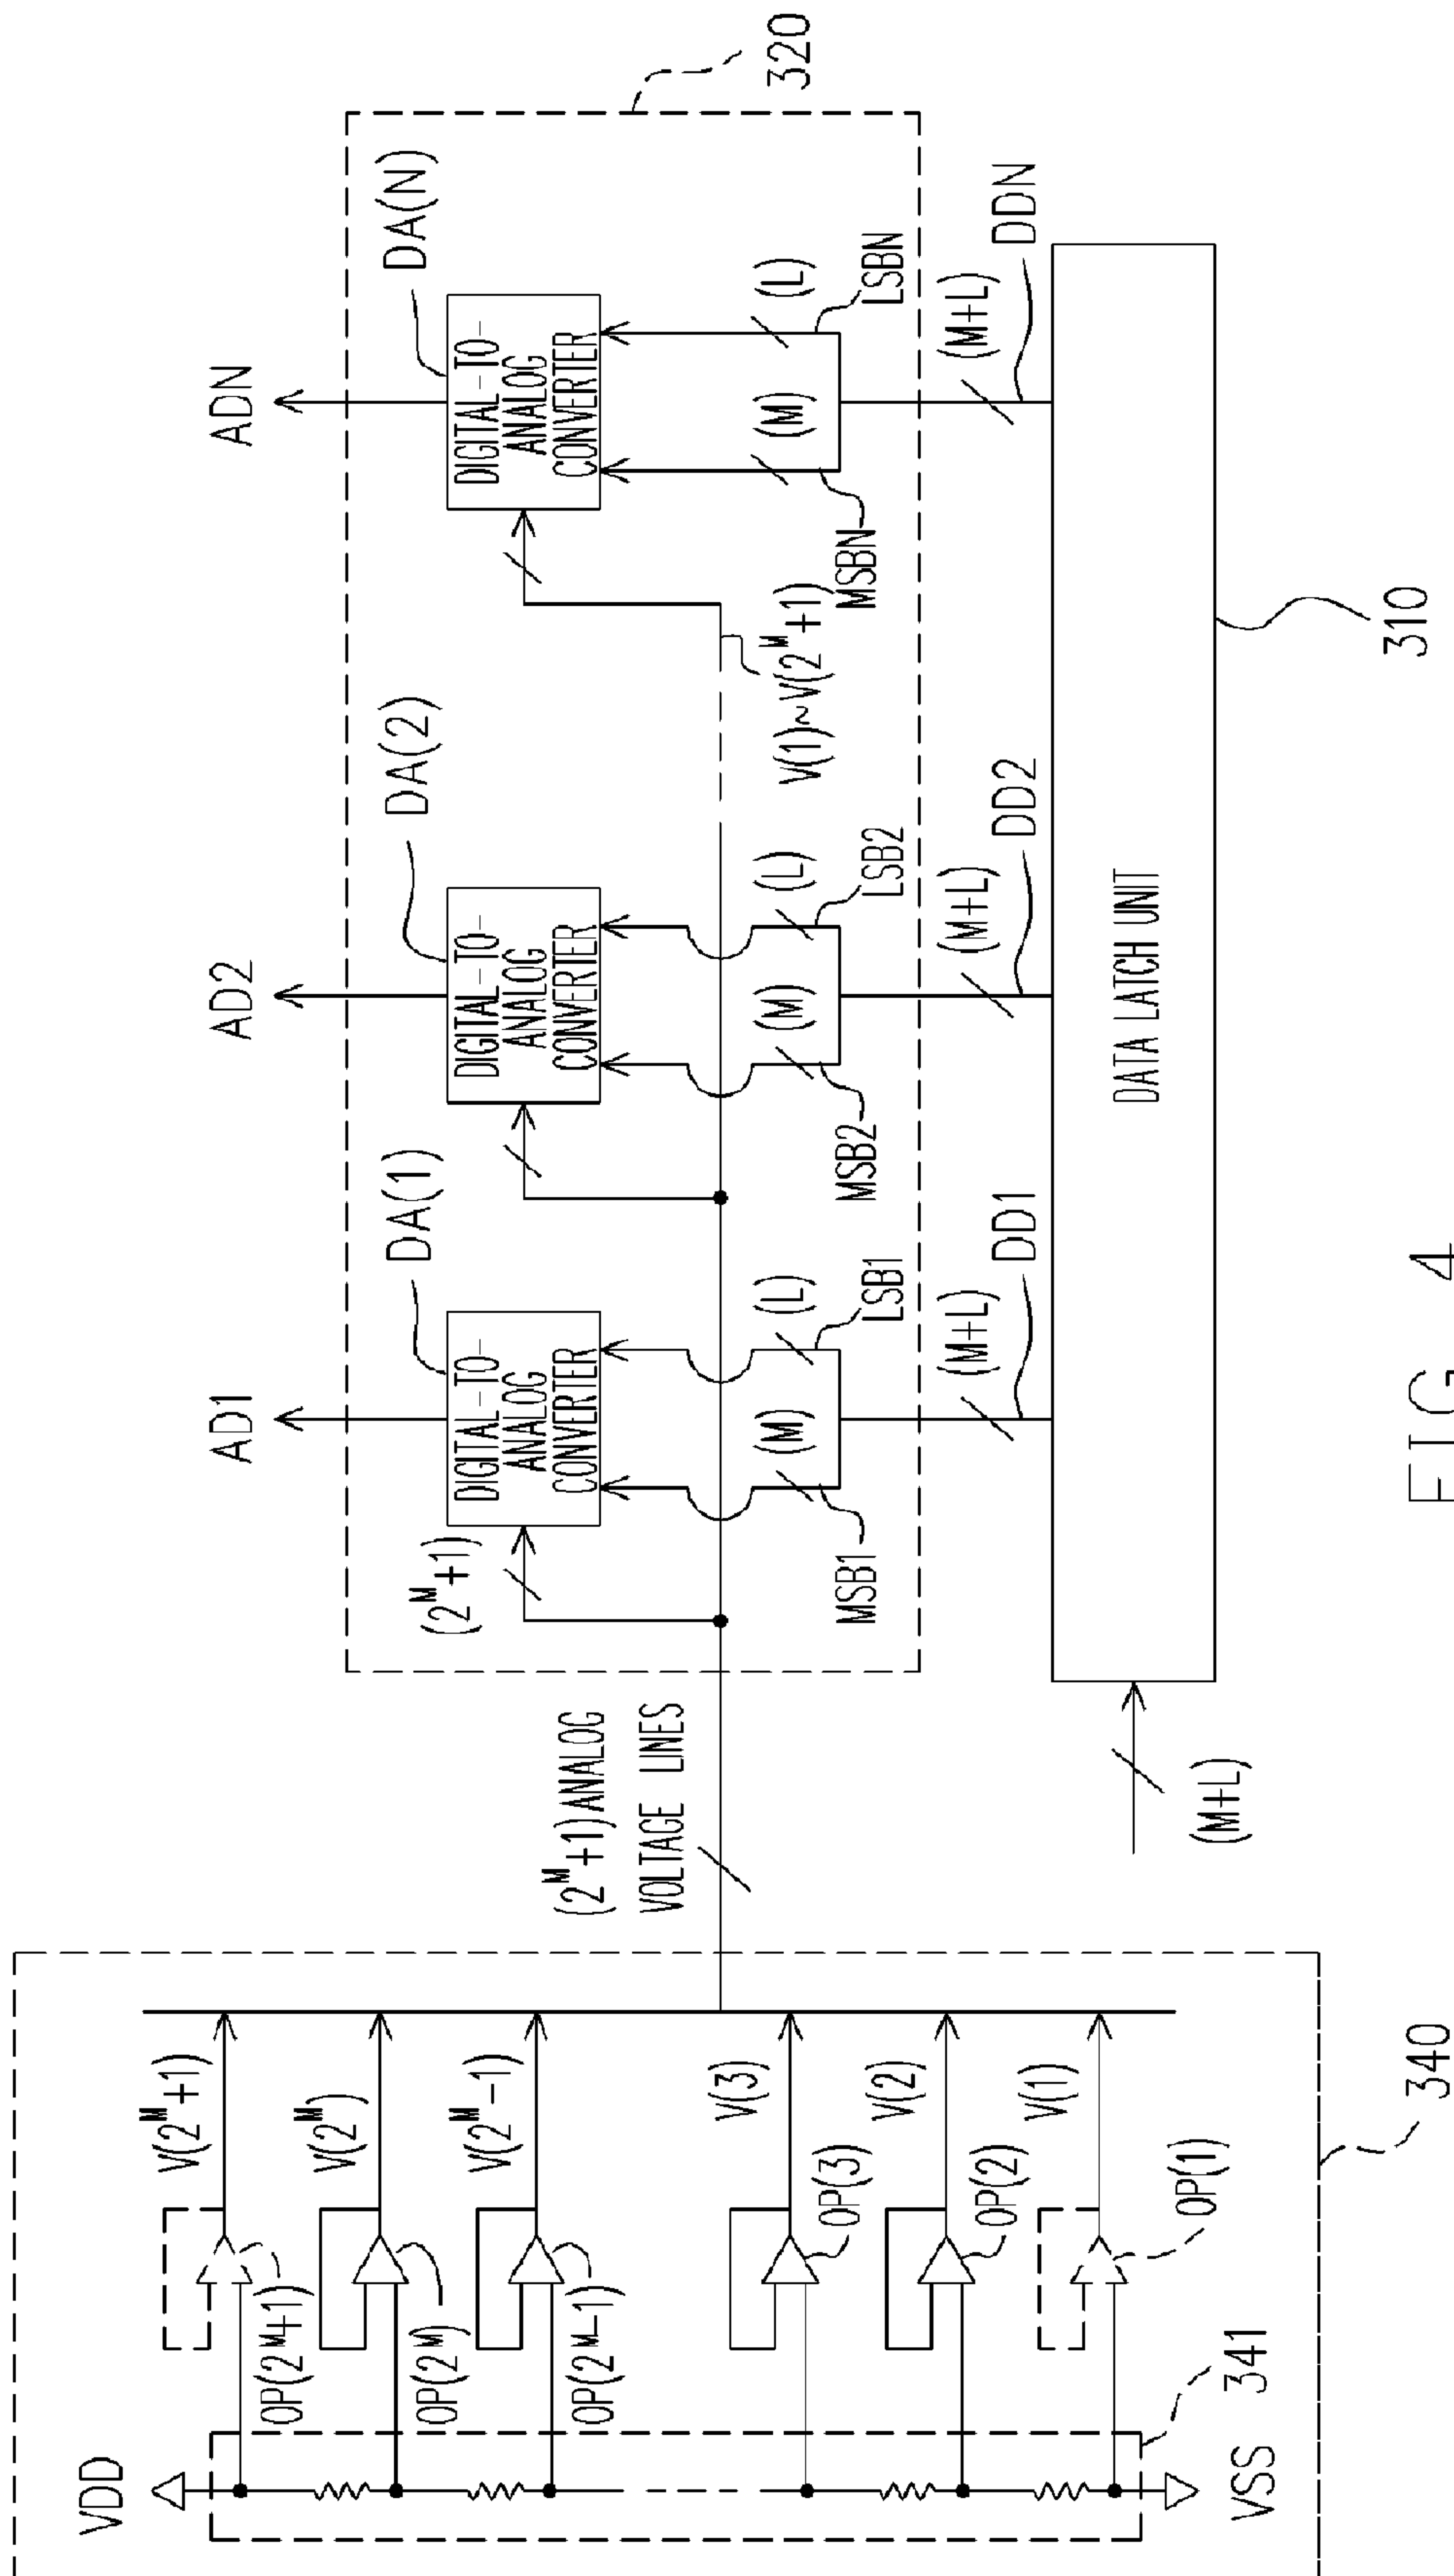 VDD
OP(2^M+1)
V(2^M+1)
OP(2^M)
V(2^M)
OP(2^M-1)
V(2^M-1)
V(3)
OP(3)
V(2)
OP(2)
V(1)
OP(1)
341
VSS
340
(2^M+1) ANALOG
VOLTAGE LINES
AD1
AD2
ADN
DA(1)
DA(2)
DA(N)
320
(2^M+1)
DIGITAL-TO-
ANALOG
CONVERTER
DIGITAL-TO-
ANALOG
CONVERTER
DIGITAL-TO-
ANALOG
CONVERTER
V(1)~V(2^M+1)
(M)
(L)
(M)
(L)
(M)
(L)
MSB1
LSB1
MSB2
LSB2
MSBN
LSBN
(M+L)
DD1
(M+L)
DD2
(M+L)
DDN
(M+L)
DATA LATCH UNIT
310
FIG. 4